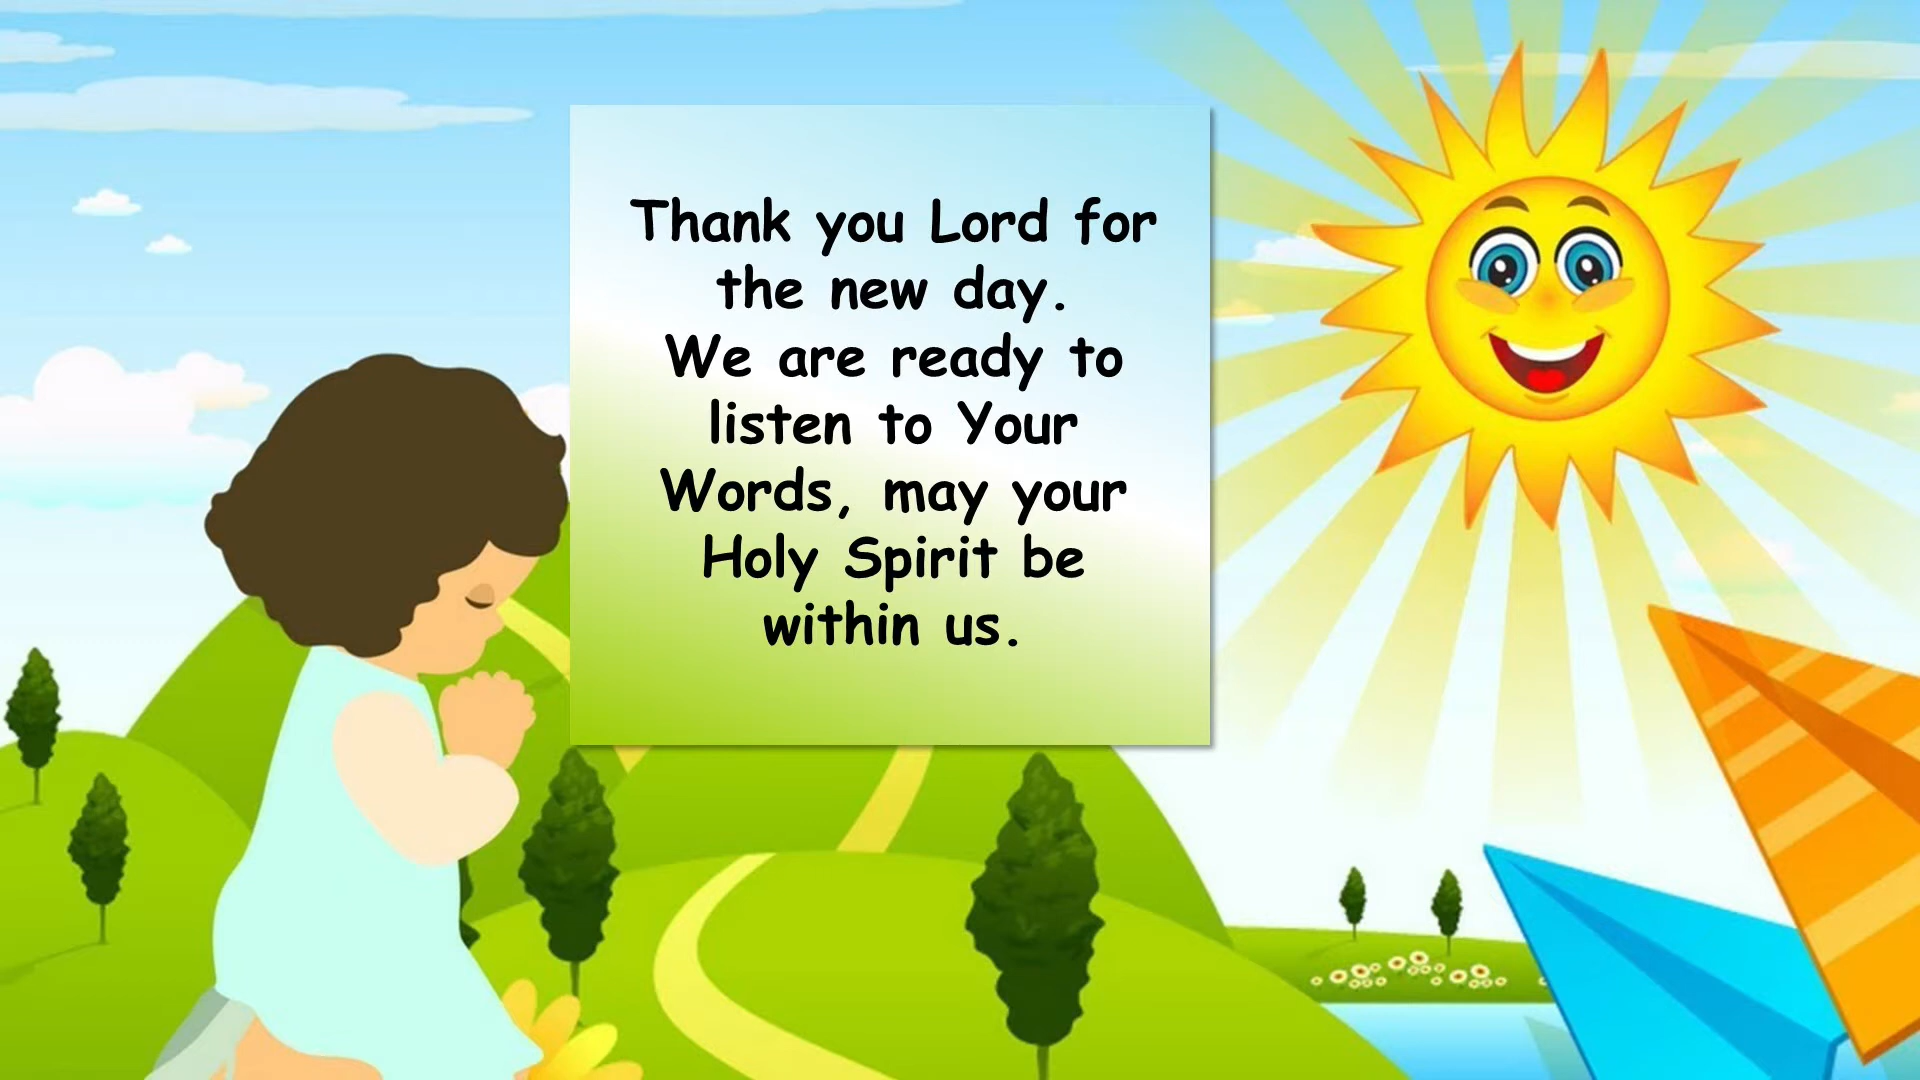 Thank you Lord for
the new day.
We are ready to
listen to Your
Words, may your
Holy Spirit be
within us.